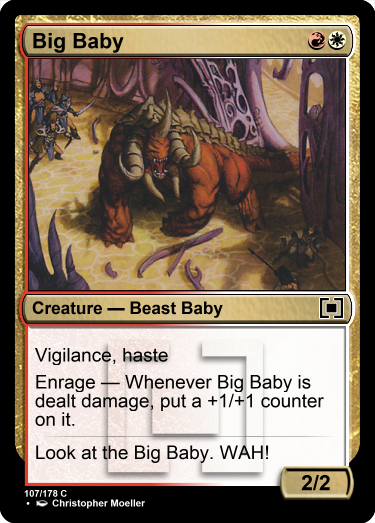 Big Baby
Creature — Beast Baby
Vigilance, haste
Enrage — Whenever Big Baby is
dealt damage, put a +1/+1 counter
on it.
Look at the Big Baby. WAH!
2/2
107/178 C
• Christopher Moeller